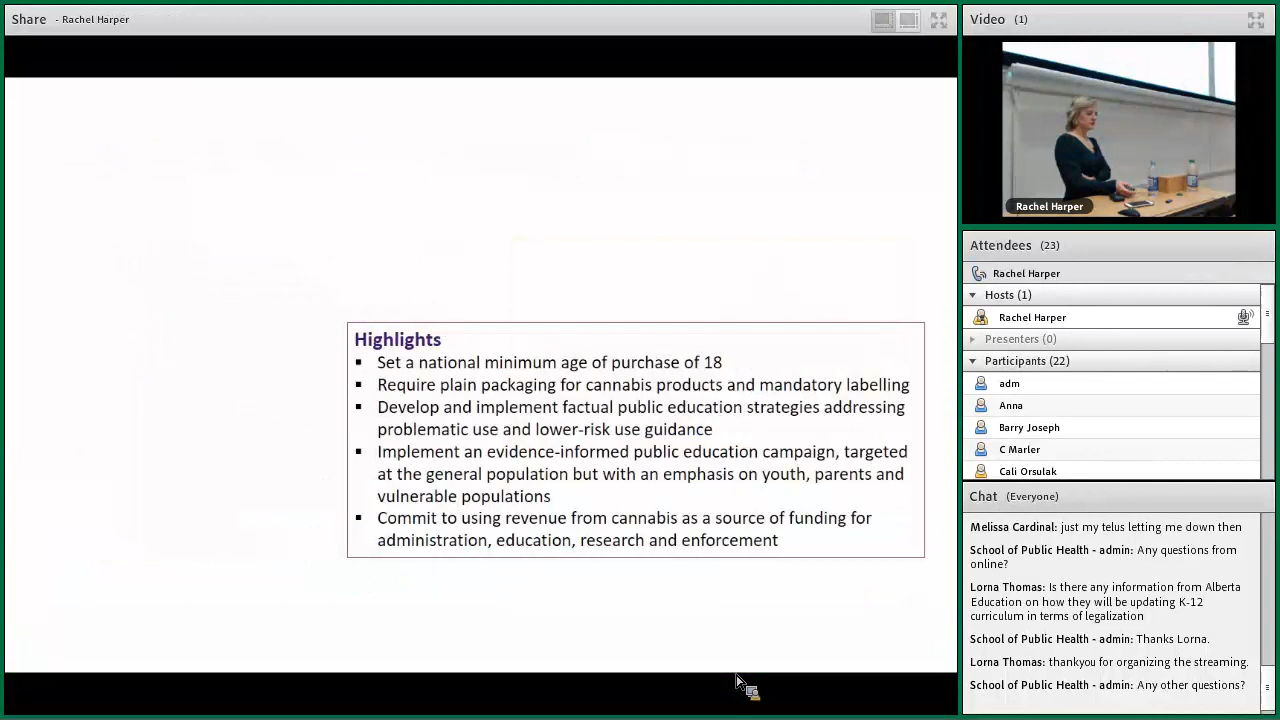 Share - Rachel Harper
Highlights
▪ Set a national minimum age of purchase of 18
▪ Require plain packaging for cannabis products and mandatory labelling
▪ Develop and implement factual public education strategies addressing
problematic use and lower-risk use guidance
▪ Implement an evidence-informed public education campaign, targeted
at the general population but with an emphasis on youth, parents and
vulnerable populations
▪ Commit to using revenue from cannabis as a source of funding for
administration, education, research and enforcement
Video (1)
Rachel Harper
Attendees (23)
Rachel Harper
Hosts (1)
Rachel Harper
Presenters (0)
Participants (22)
adm
Anna
Barry Joseph
C Marler
Cali Orsulak
Chat (Everyone)
Melissa Cardinal: just my telus letting me down then
School of Public Health - admin: Any questions from
online?
Lorna Thomas: Is there any information from Alberta
Education on how they will be updating K-12
curriculum in terms of legalization
School of Public Health - admin: Thanks Lorna.
Lorna Thomas: thankyou for organizing the streaming.
School of Public Health - admin: Any other questions?